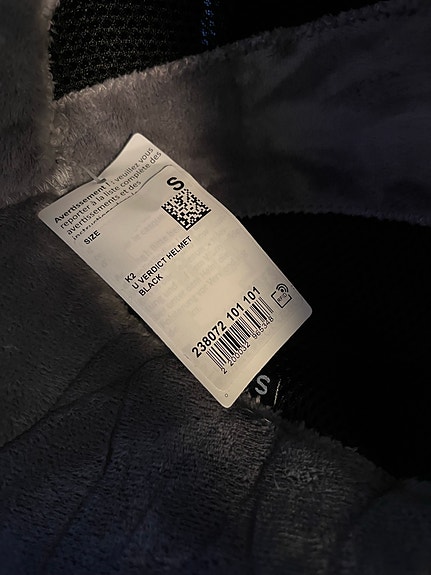 Avertissement ! : veuillez vous
reporter à la liste complète des
avertissements et des
SIZE
S
K2
U VERDICT HELMET
BLACK
238072 101 101
RFID
S